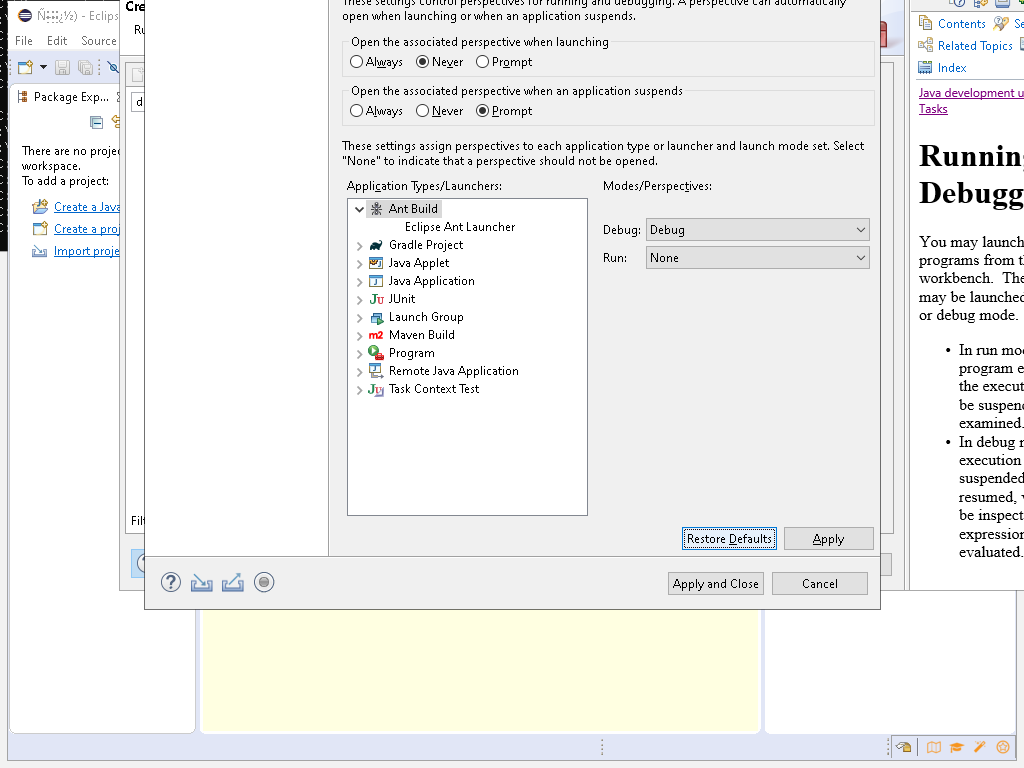 Ñ:::¿½) - Eclips
File Edit Source
Package Exp...
There are no proje
workspace.
To add a project:
Create a Java
Create a proj
Import proje
Cre
Ru
d
Filt
These settings control perspectives for running and debugging. A perspective can automatically
open when launching or when an application suspends.
Open the associated perspective when launching
Always Never Prompt
Open the associated perspective when an application suspends
Always Never Prompt
These settings assign perspectives to each application type or launcher and launch mode set. Select
"None" to indicate that a perspective should not be opened.
Application Types/Launchers:
Ant Build
Eclipse Ant Launcher
Gradle Project
Java Applet
Java Application
JUnit
Launch Group
Maven Build
Program
Remote Java Application
Task Context Test
Modes/Perspectives:
Debug: Debug
Run: None
Restore Defaults Apply
Apply and Close Cancel
Contents Se
Related Topics
Index
Java development u
Tasks
Running
Debugg
You may launch
programs from th
workbench. The
may be launched
or debug mode.
• In run mod
program e
the execut
be suspend
examined.
• In debug m
execution
suspended
resumed, v
be inspect
expression
evaluated.